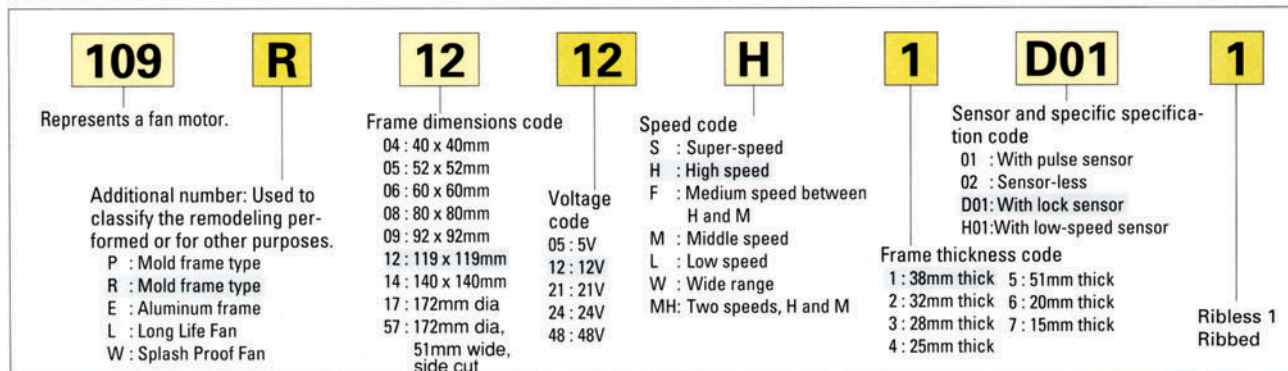 109 R 12 12 H 1 D01 1
Represents a fan motor.
Additional number: Used to
classify the remodeling per-
formed or for other purposes.
P : Mold frame type
R : Mold frame type
E : Aluminum frame
L : Long Life Fan
W : Splash Proof Fan
Frame dimensions code
04 : 40 x 40mm
05 : 52 x 52mm
06 : 60 x 60mm
08 : 80 x 80mm
09 : 92 x 92mm
12 : 119 x 119mm
14 : 140 x 140mm
17 : 172mm dia
57 : 172mm dia,
51mm wide,
side cut
Voltage
code
05 : 5V
12 : 12V
21 : 21V
24 : 24V
48 : 48V
Speed code
S : Super-speed
H : High speed
F : Medium speed between
H and M
M : Middle speed
L : Low speed
W : Wide range
MH: Two speeds, H and M
Frame thickness code
1 : 38mm thick 5 : 51mm thick
2 : 32mm thick 6 : 20mm thick
3 : 28mm thick 7 : 15mm thick
4 : 25mm thick
Sensor and specific specifica-
tion code
01 : With pulse sensor
02 : Sensor-less
D01: With lock sensor
H01:With low-speed sensor
Ribless 1
Ribbed